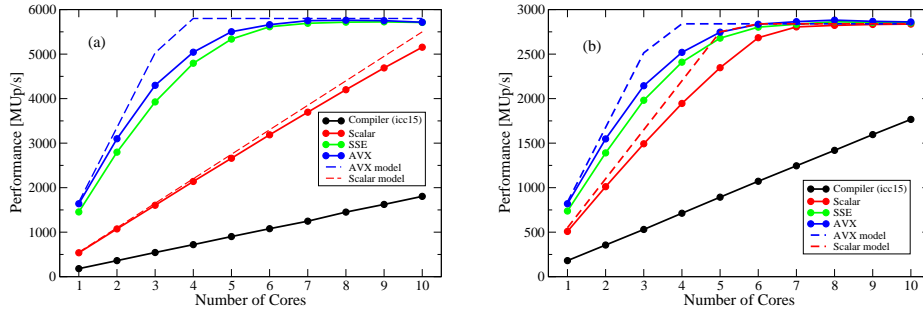 6000
5000
4000
3000
2000
1000
0
Performance [MUp/s]
(a)
Compiler (icc15)
Scalar
SSE
AVX
AVX model
Scalar model
1 2 3 4 5 6 7 8 9 10
Number of Cores
3000
2500
2000
1500
1000
500
0
Performance [MUp/s]
(b)
Compiler (icc15)
Scalar
SSE
AVX
AVX model
Scalar model
1 2 3 4 5 6 7 8 9 10
Number of Cores